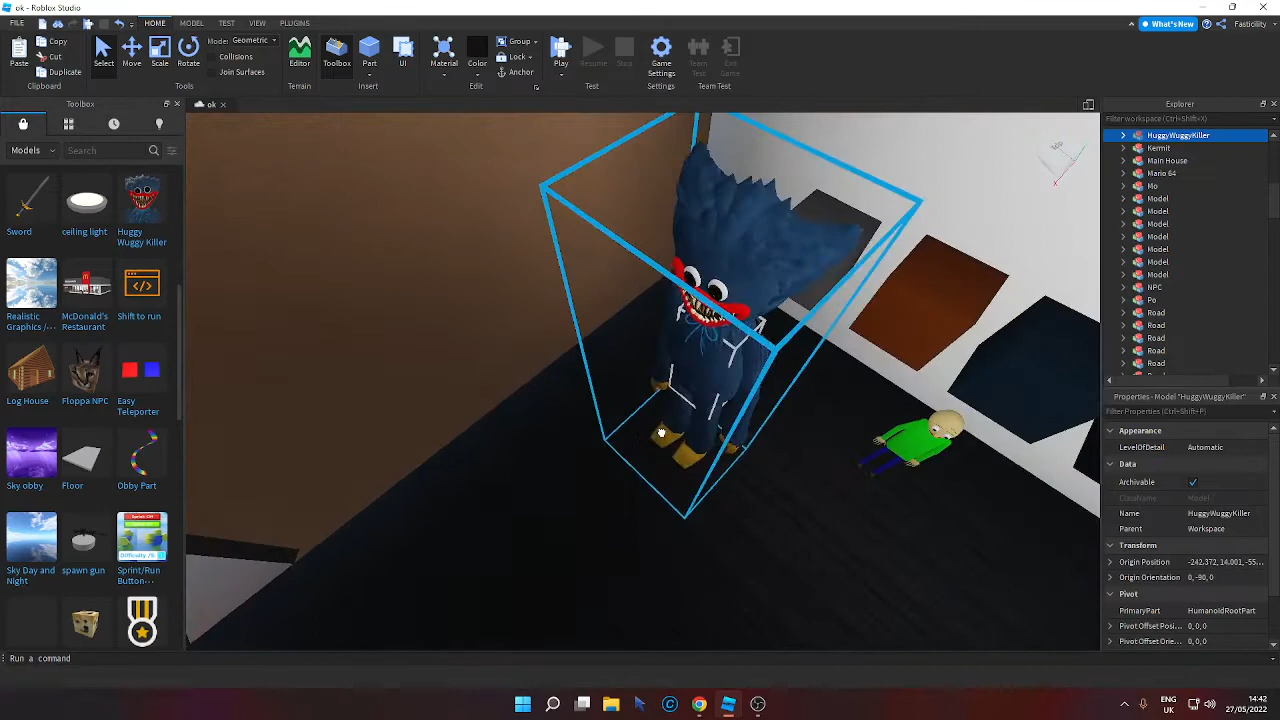 ok - Roblox Studio
FILE
HOME
MODEL
TEST
VIEW
PLUGINS
What's New
Fasticility
Paste
Copy
Cut
Duplicate
Clipboard
Select
Move
Scale
Rotate
Mode: Geometric
Collisions
Join Surfaces
Tools
Editor
Terrain
Toolbox
Part
UI
Insert
Material
Color
Group
Lock
Anchor
Edit
Play
Resume
Stop
Test
Game
Settings
Settings
Team
Test
Exit
Game
Team Test
Toolbox
Models
Search
Sword
ceiling light
Huggy
Wuggy Killer
Realistic
Graphics /···
McDonald's
Restaurant
Shift to run
Log House
Floppa NPC
Easy
Teleporter
Sky obby
Floor
Obby Part
Sky Day and
Night
spawn gun
Sprint/Run
Button···
ok
Explorer
Filter workspace (Ctrl+Shift+X)
HuggyWuggyKiller
Kermit
Main House
Mario 64
Mo
Model
Model
Model
Model
Model
Model
Model
NPC
Po
Road
Road
Road
Road
Road
Properties - Model "HuggyWuggyKiller"
Filter Properties (Ctrl+Shift+P)
Appearance
LevelOfDetail Automatic
Data
Archivable
ClassName Model
Name HuggyWuggyKiller
Parent Workspace
Transform
Origin Position -242.372, 14.001, -55...
Origin Orientation 0, -90, 0
Pivot
PrimaryPart HumanoidRootPart
Pivot Offset Posi... 0, 0, 0
Pivot Offset Orie... 0, 0, 0
Run a command
ENG
UK
14:42
27/05/2022